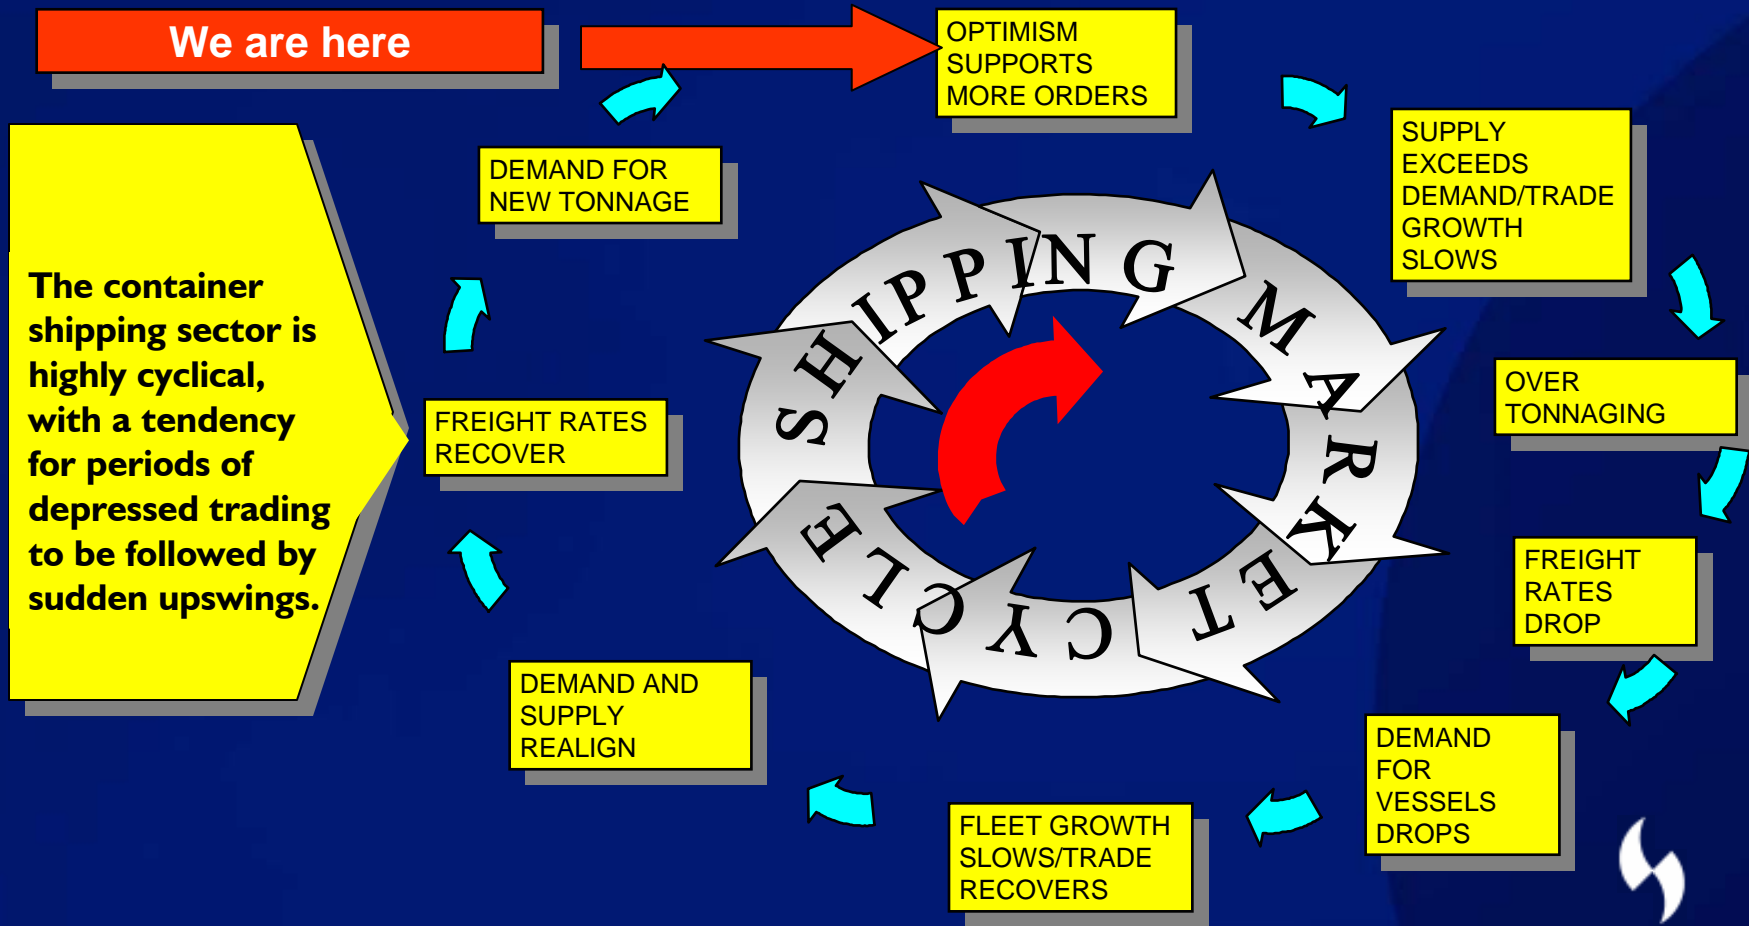 We are here
OPTIMISM
SUPPORTS
MORE ORDERS
SUPPLY
EXCEEDS
DEMAND/TRADE
GROWTH
SLOWS
OVER
TONNAGING
FREIGHT
RATES
DROP
DEMAND
FOR
VESSELS
DROPS
FLEET GROWTH
SLOWS/TRADE
RECOVERS
DEMAND AND
SUPPLY
REALIGN
FREIGHT RATES
RECOVER
DEMAND FOR
NEW TONNAGE
SHIPPING MARKET CYCLE
The container
shipping sector is
highly cyclical,
with a tendency
for periods of
depressed trading
to be followed by
sudden upswings.